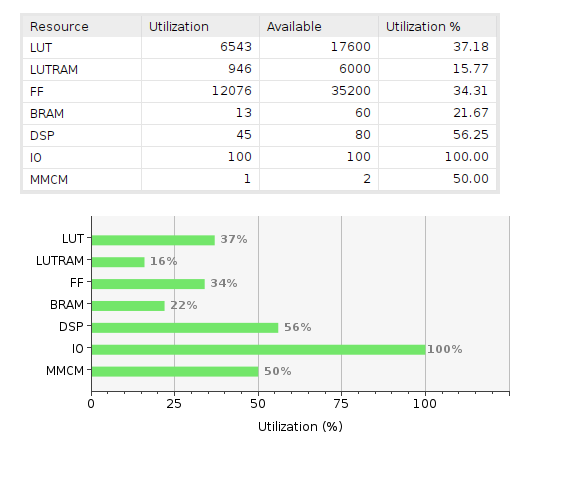 Resource Utilization Available Utilization %
LUT 6543 17600 37.18
LUTRAM 946 6000 15.77
FF 12076 35200 34.31
BRAM 13 60 21.67
DSP 45 80 56.25
IO 100 100 100.00
MMCM 1 2 50.00
LUT 37%
LUTRAM 16%
FF 34%
BRAM 22%
DSP 56%
IO 100%
MMCM 50%
0 25 50 75 100
Utilization (%)